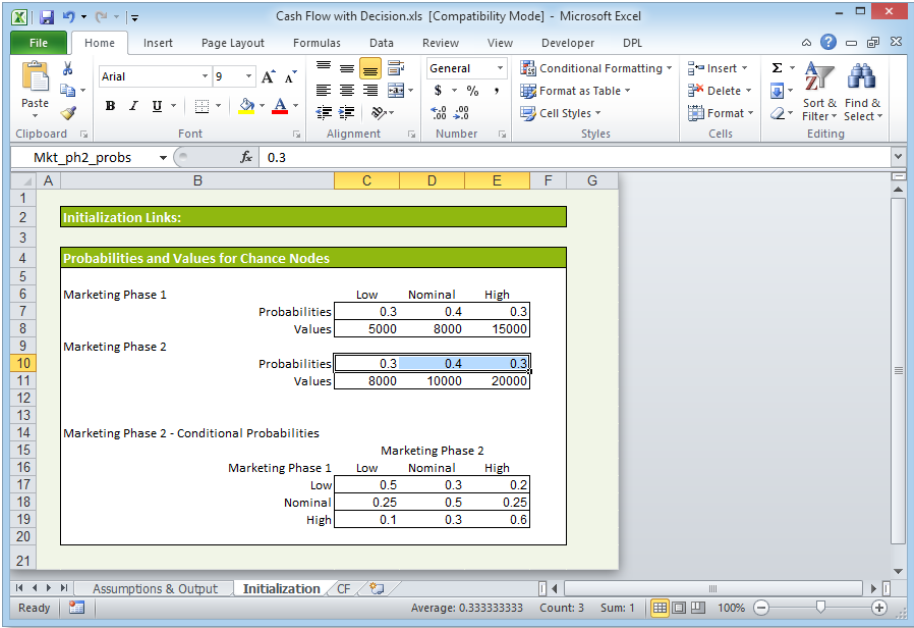 Cash Flow with Decision.xls [Compatibility Mode] - Microsoft Excel
File Home Insert Page Layout Formulas Data Review View Developer DPL
Arial 9 A A General Conditional Formatting Insert Σ
Paste B I U A $ % , Format as Table Delete Sort & Find &
.00 .00 Cell Styles Format Filter Select
Clipboard Font Alignment Number Styles Cells Editing
Mkt_ph2_probs fx 0.3
A B C D E F G
1
2 Initialization Links:
3
4 Probabilities and Values for Chance Nodes
5
6 Marketing Phase 1 Low Nominal High
7 Probabilities 0.3 0.4 0.3
8 Values 5000 8000 15000
9 Marketing Phase 2
10 Probabilities 0.3 0.4 0.3
11 Values 8000 10000 20000
12
13
14 Marketing Phase 2 - Conditional Probabilities
15 Marketing Phase 2
16 Marketing Phase 1 Low Nominal High
17 Low 0.5 0.3 0.2
18 Nominal 0.25 0.5 0.25
19 High 0.1 0.3 0.6
20
21
Assumptions & Output Initialization CF
Ready Average: 0.333333333 Count: 3 Sum: 1 100%